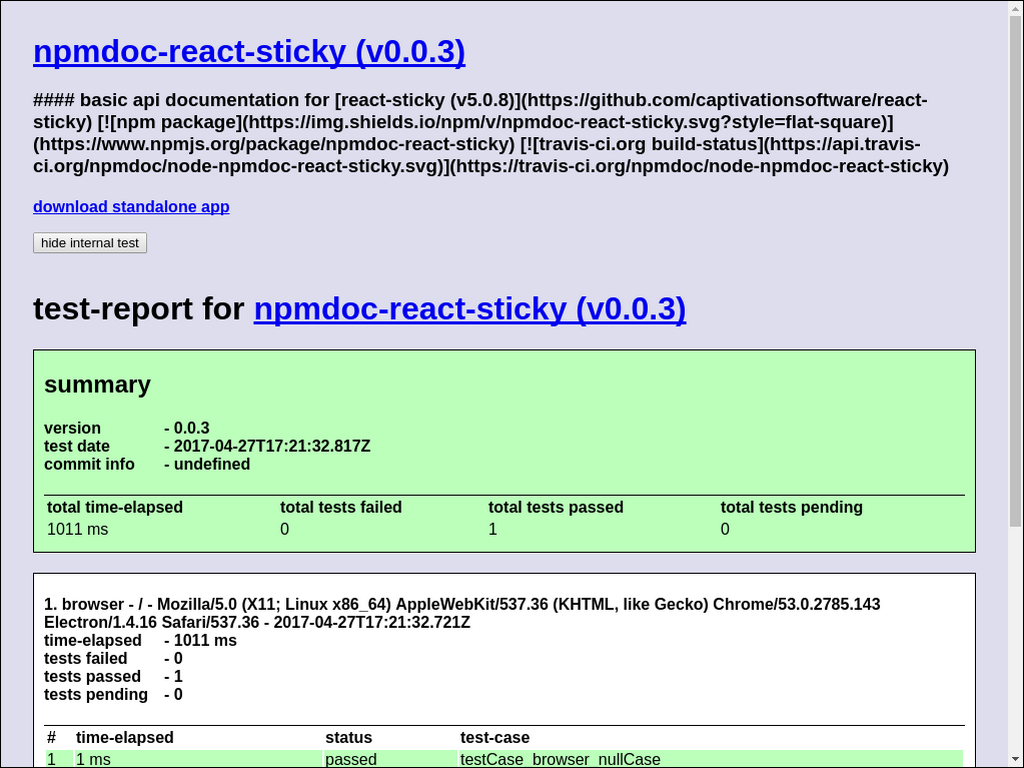 npmdoc-react-sticky (v0.0.3)
#### basic api documentation for [react-sticky (v5.0.8)](https://github.com/captivationsoftware/react-
sticky) [![npm package](https://img.shields.io/npm/v/npmdoc-react-sticky.svg?style=flat-square)]
(https://www.npmjs.org/package/npmdoc-react-sticky) [![travis-ci.org build-status](https://api.travis-
ci.org/npmdoc/node-npmdoc-react-sticky.svg)](https://travis-ci.org/npmdoc/node-npmdoc-react-sticky)
download standalone app
hide internal test
test-report for npmdoc-react-sticky (v0.0.3)
summary
version - 0.0.3
test date - 2017-04-27T17:21:32.817Z
commit info - undefined
total time-elapsed total tests failed total tests passed total tests pending
1011 ms 0 1 0
1. browser - / - Mozilla/5.0 (X11; Linux x86_64) AppleWebKit/537.36 (KHTML, like Gecko) Chrome/53.0.2785.143
Electron/1.4.16 Safari/537.36 - 2017-04-27T17:21:32.721Z
time-elapsed - 1011 ms
tests failed - 0
tests passed - 1
tests pending - 0
# time-elapsed status test-case
1 1 ms passed testCase_browser_nullCase